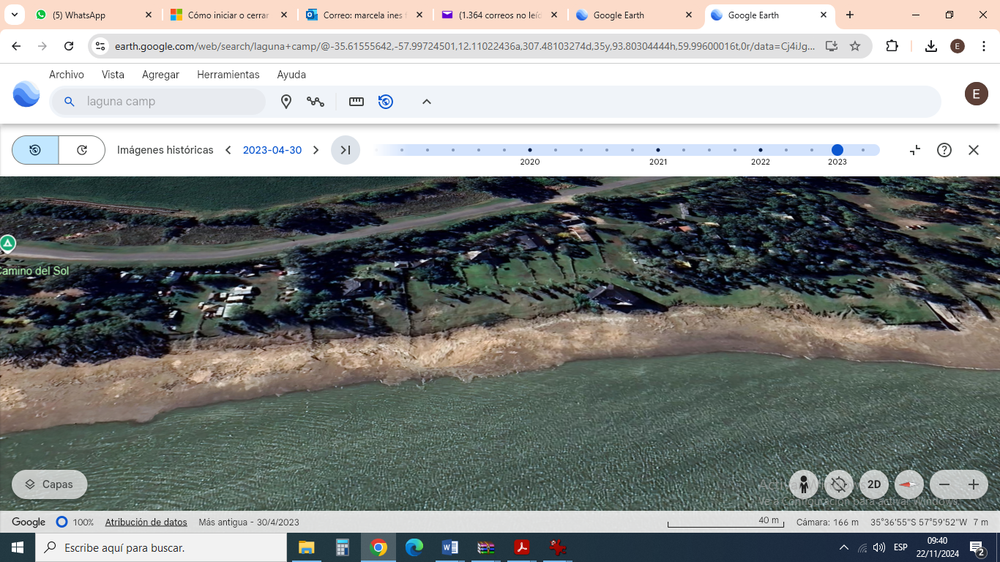 (5) WhatsApp
Cómo iniciar o cerrar
Correo: marcela ines f
(1.364 correos no leíd
Google Earth
Google Earth
earth.google.com/web/search/laguna+camp/@-35.61555642,-57.99724501,12.11022436a,307.48103274d,35y,93.80304444h,59.99600016t,0r/data=Cj4iJg...
E
Archivo Vista Agregar Herramientas Ayuda
laguna camp
E
Imágenes históricas 2023-04-30
2020 2021 2022 2023
Camino del Sol
Capas
2D
Activar Windows
Ve a Configuración para activar Windows.
Google 100% Atribución de datos Más antigua - 30/4/2023 40 m Cámara: 166 m 35°36'55"S 57°59'52"W 7 m
Escribe aquí para buscar.
ESP
09:40
22/11/2024
2